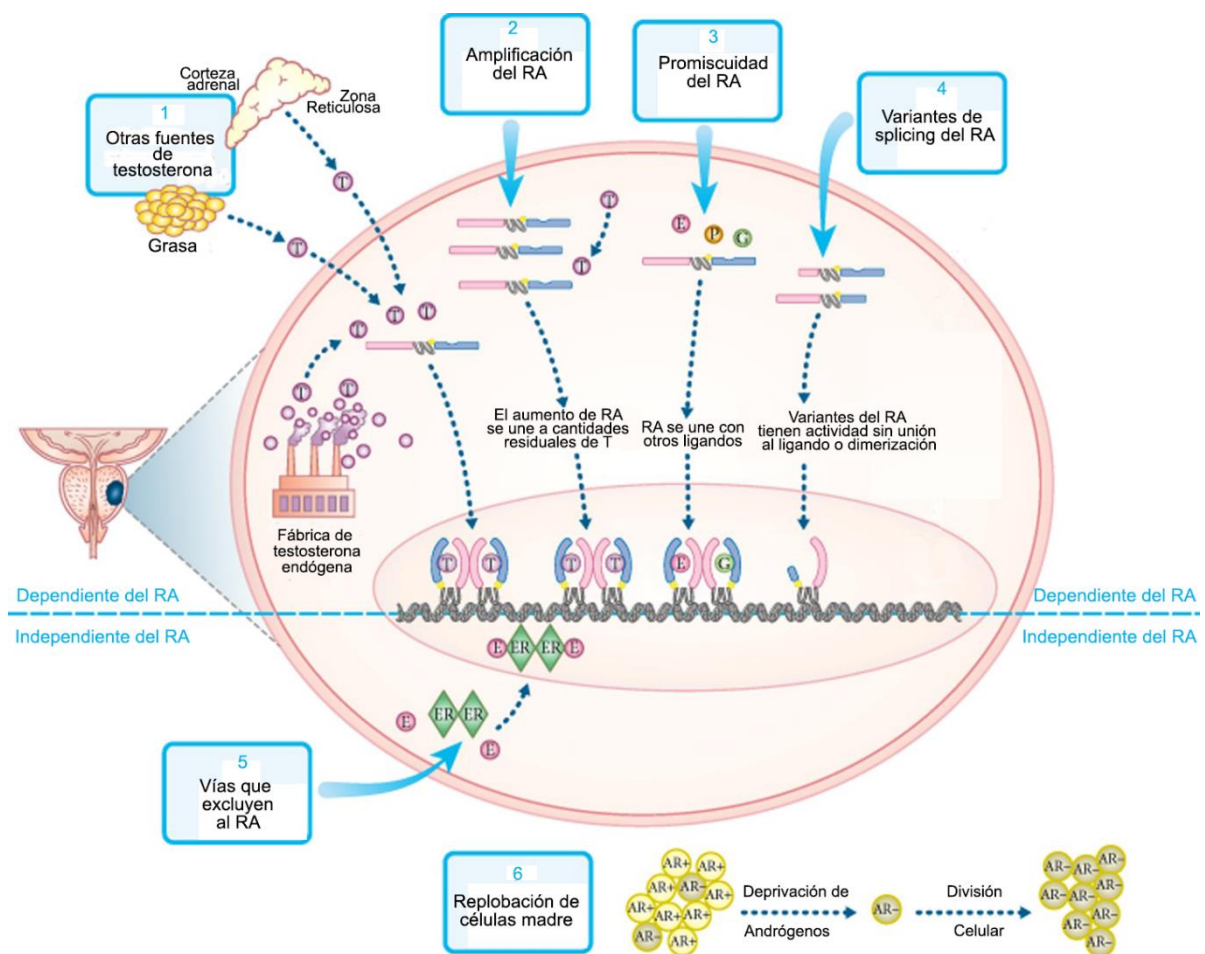 1
Otras fuentes
de
testosterona
Corteza
adrenal
Zona
Reticulosa
Grasa
T
T
2
Amplificación
del RA
3
Promiscuidad
del RA
4
Variantes de
splicing del RA
T
T
E
P
G
T
T
T
T
T
T
El aumento de RA
se une a cantidades
residuales de T
RA se une con
otros ligandos
Variantes del RA
tienen actividad sin unión
al ligando o dimerización
Fábrica de
testosterona
endógena
T
T
T
T
E
G
Dependiente del RA
Dependiente del RA
Independiente del RA
Independiente del RA
E ER ER E
E
ER ER
E
5
Vías que
excluyen
al RA
6
Replobación de
células madre
AR+
AR+
AR+
AR-
AR+
AR+
AR+
AR+
AR-
AR+
Deprivación de
Andrógenos
AR-
División
Celular
AR-
AR-
AR-
AR-
AR-
AR-
AR-
AR-
AR-
AR-